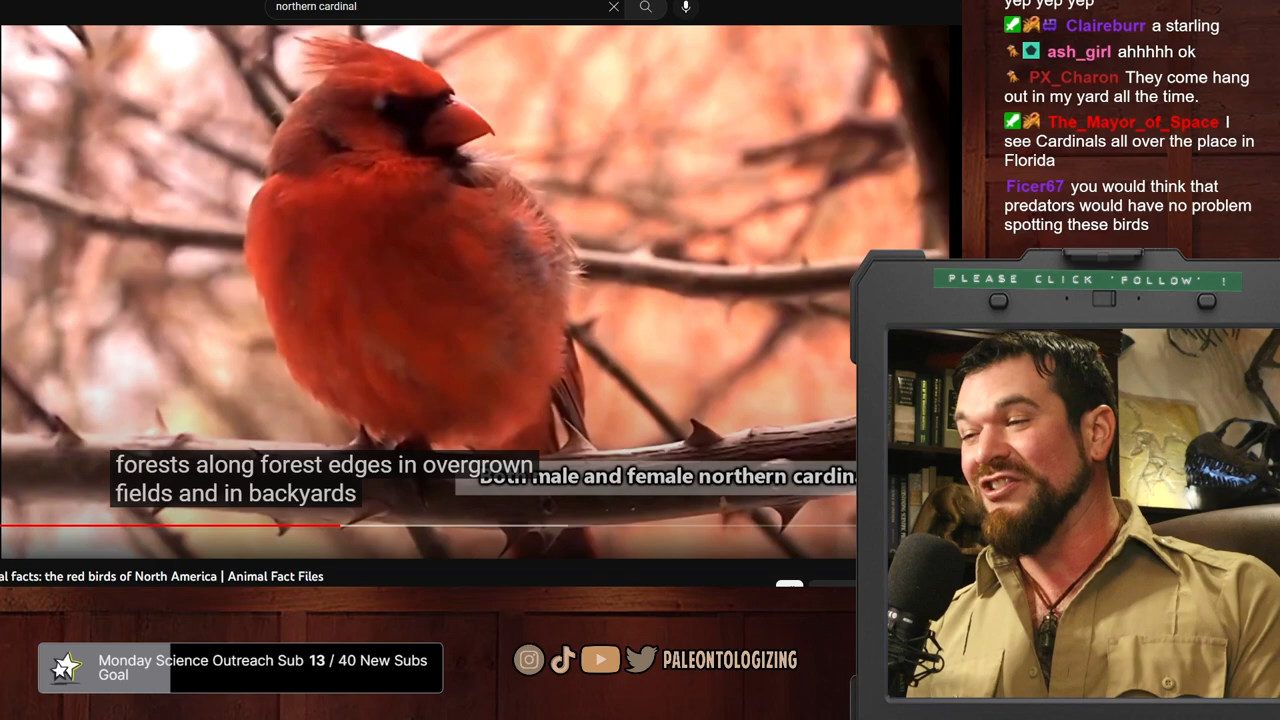 northern cardinal
forests along forest edges in overgrown
fields and in backyards
male and female northern cardin
al facts: the red birds of North America | Animal Fact Files
Monday Science Outreach Sub 13 / 40 New Subs
Goal
PALEONTOLOGIZING
yep yep yep
Claireburr a starling
ash_girl ahhhhh ok
PX_Charon They come hang
out in my yard all the time.
The_Mayor_of_Space I
see Cardinals all over the place in
Florida
Ficer67 you would think that
predators would have no problem
spotting these birds
PLEASE CLICK 'FOLLOW' !